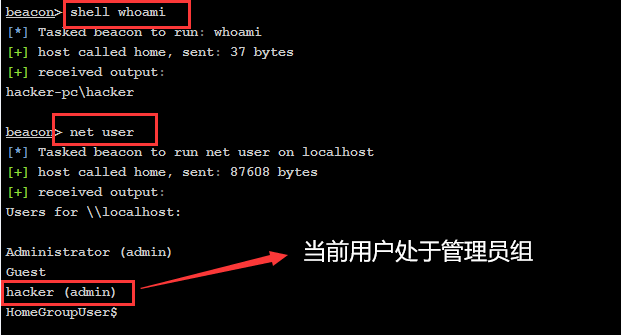 beacon> shell whoami
[*] Tasked beacon to run: whoami
[+] host called home, sent: 37 bytes
[+] received output:
hacker-pc\hacker
beacon> net user
[*] Tasked beacon to run net user on localhost
[+] host called home, sent: 87608 bytes
[+] received output:
Users for \\localhost:
Administrator (admin)
Guest
hacker (admin)
HomeGroupUser$
当前用户处于管理员组